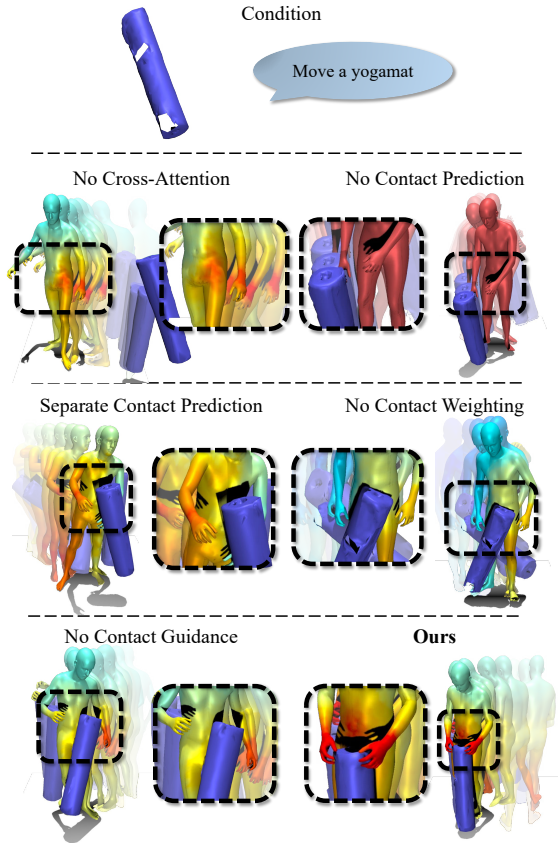 Condition
Move a yogamat
No Cross-Attention
No Contact Prediction
Separate Contact Prediction
No Contact Weighting
No Contact Guidance
Ours